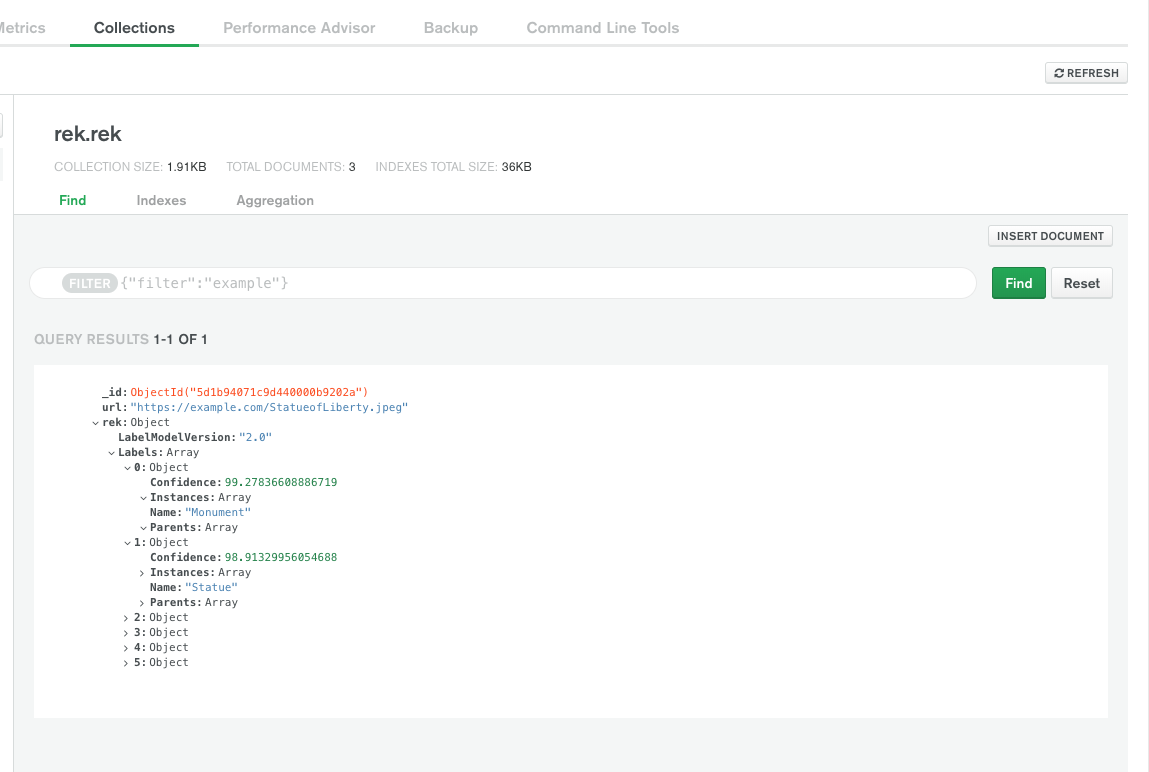 Metrics Collections Performance Advisor Backup Command Line Tools
REFRESH
rek.rek
COLLECTION SIZE: 1.91KB TOTAL DOCUMENTS: 3 INDEXES TOTAL SIZE: 36KB
Find Indexes Aggregation
INSERT DOCUMENT
FILTER {"filter":"example"} Find Reset
QUERY RESULTS 1-1 OF 1
_id: ObjectId("5d1b94071c9d440000b9202a")
url: "https://example.com/StatueofLiberty.jpeg"
rek: Object
LabelModelVersion: "2.0"
Labels: Array
0: Object
Confidence: 99.27836608886719
Instances: Array
Name: "Monument"
Parents: Array
1: Object
Confidence: 98.91329956054688
Instances: Array
Name: "Statue"
Parents: Array
2: Object
3: Object
4: Object
5: Object